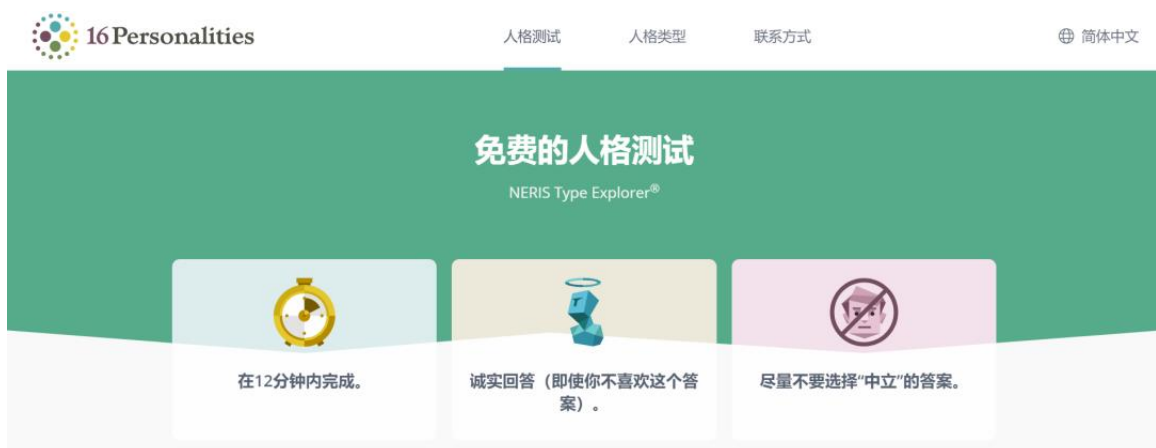 16Personalities
人格测试
人格类型
联系方式
简体中文
免费的人格测试
NERIS Type Explorer®
在12分钟内完成。
诚实回答（即使你不喜欢这个答
案）。
尽量不要选择“中立”的答案。